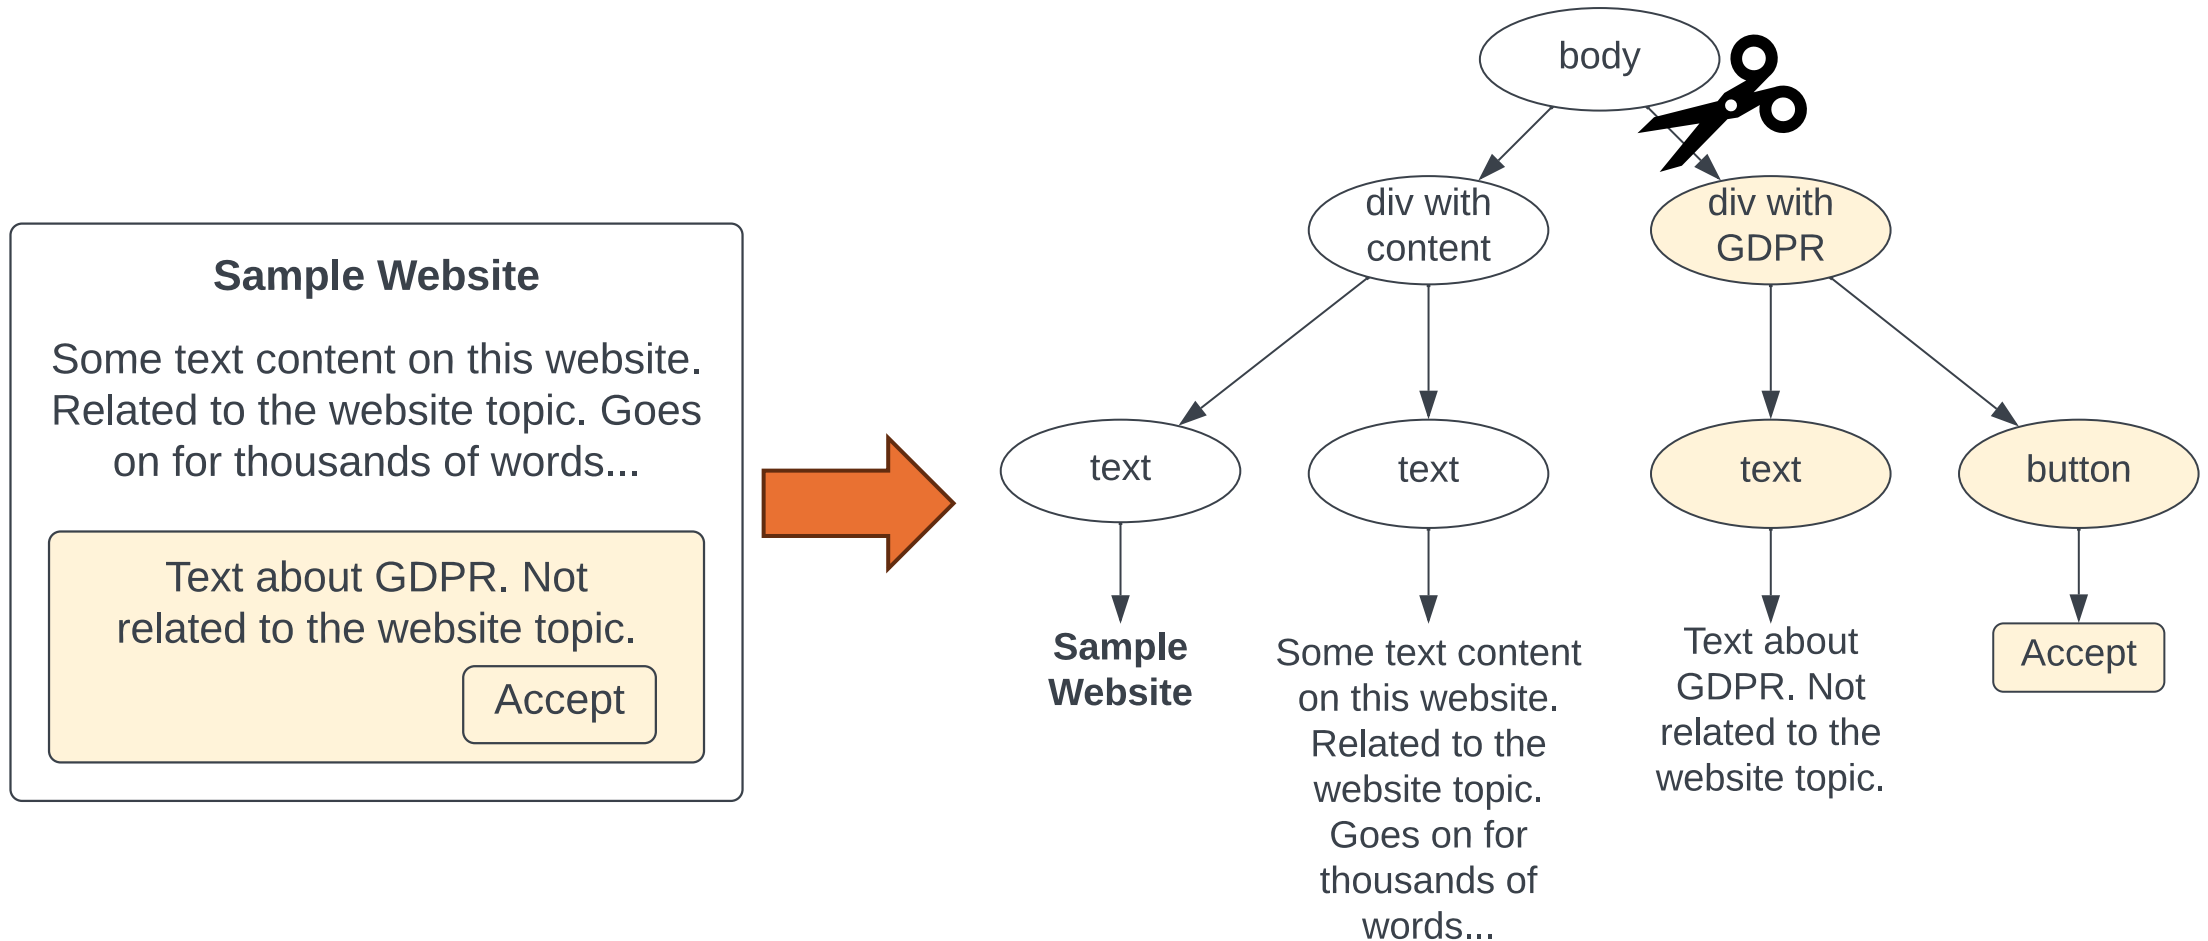 Sample Website
Some text content on this website.
Related to the website topic. Goes
on for thousands of words...
Text about GDPR. Not
related to the website topic.
Accept
body
div with
content
div with
GDPR
text
text
text
button
Sample
Website
Some text content
on this website.
Related to the
website topic.
Goes on for
thousands of
words...
Text about
GDPR. Not
related to the
website topic.
Accept